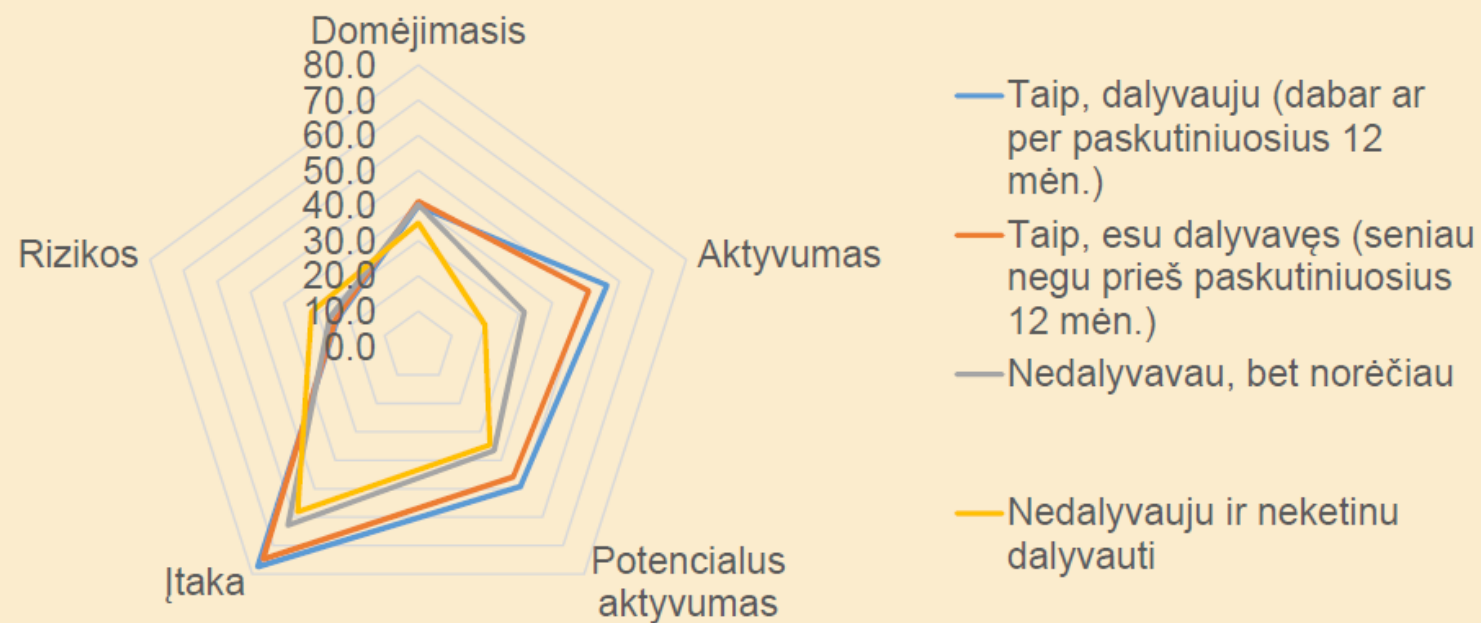 Domėjimasis
80.0
70.0
60.0
50.0
40.0
30.0
20.0
10.0
0.0
Rizikos
Aktyvumas
Įtaka
Potencialus
aktyvumas
Taip, dalyvauju (dabar ar
per paskutiniuosius 12
mėn.)
Taip, esu dalyvavęs (seniau
negu prieš paskutiniuosius
12 mėn.)
Nedalyvavau, bet norėčiau
Nedalyvauju ir neketinu
dalyvauti